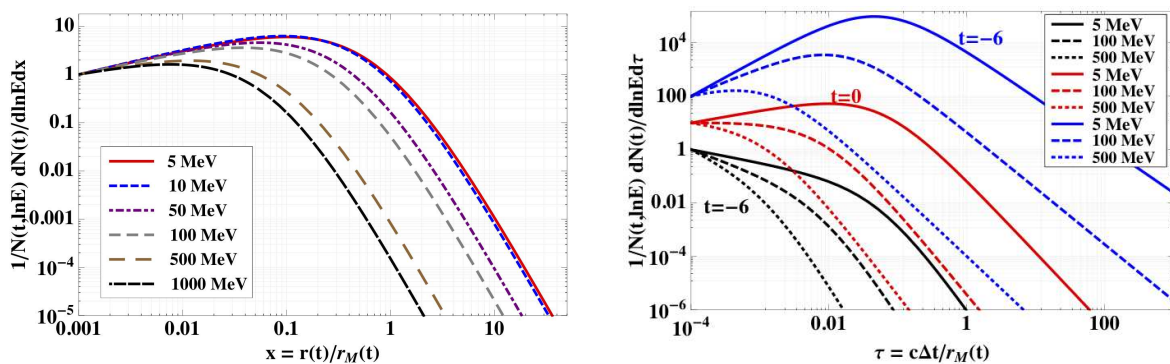 1/N(t,lnE) dN(t)/dlnEdx
10
1
0.1
0.01
0.001
10⁻⁴
10⁻⁵
5 MeV
10 MeV
50 MeV
100 MeV
500 MeV
1000 MeV
0.001
0.01
0.1
1
10
x = r(t)/r_M(t)
1/N(t,lnE) dN(t)/dlnEdτ
10⁴
100
1
0.01
10⁻⁴
10⁻⁶
t=−6
t=0
t=−6
5 MeV
100 MeV
500 MeV
5 MeV
100 MeV
500 MeV
5 MeV
100 MeV
500 MeV
10⁻⁴
0.01
1
100
τ = cΔt/r_M(t)